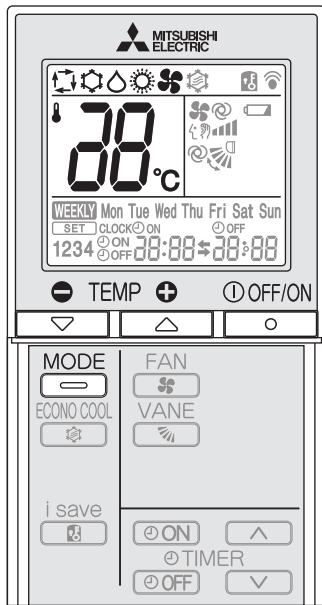 MITSUBISHI
ELECTRIC
88°C
WEEKLY Mon Tue Wed Thu Fri Sat Sun
SET CLOCK ON OFF
1234 ON OFF 88:88 88:88
TEMP OFF/ON
MODE FAN
ECONO COOL VANE
i save
ON
TIMER
OFF